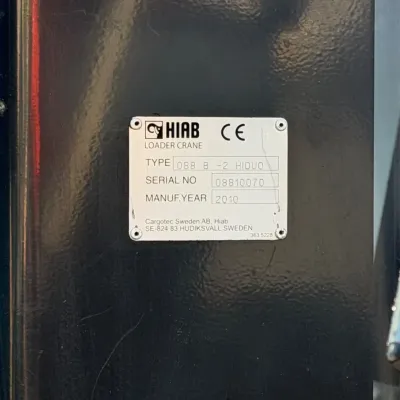 HIAB CE
LOADER CRANE
TYPE 088 B -2 HIDUO
SERIAL NO 08810070
MANUF.YEAR 2010
Cargotec Sweden AB, Hiab
SE-824 83 HUDIKSVALL SWEDEN